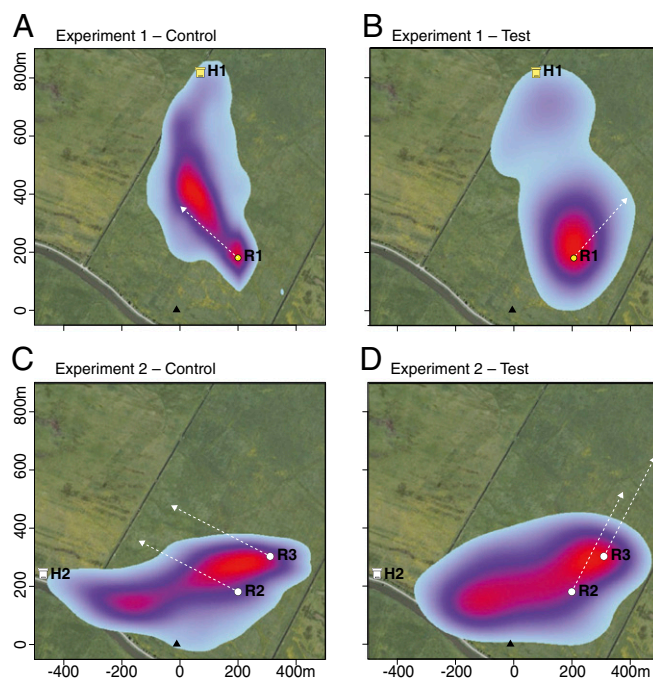 A Experiment 1 – Control
B Experiment 1 – Test
800m
600
400
200
0
H1
R1
H1
R1
C Experiment 2 – Control
D Experiment 2 – Test
800m
600
400
200
0
H2
R3
R2
H2
R3
R2
-400 -200 0 200 400m
-400 -200 0 200 400m